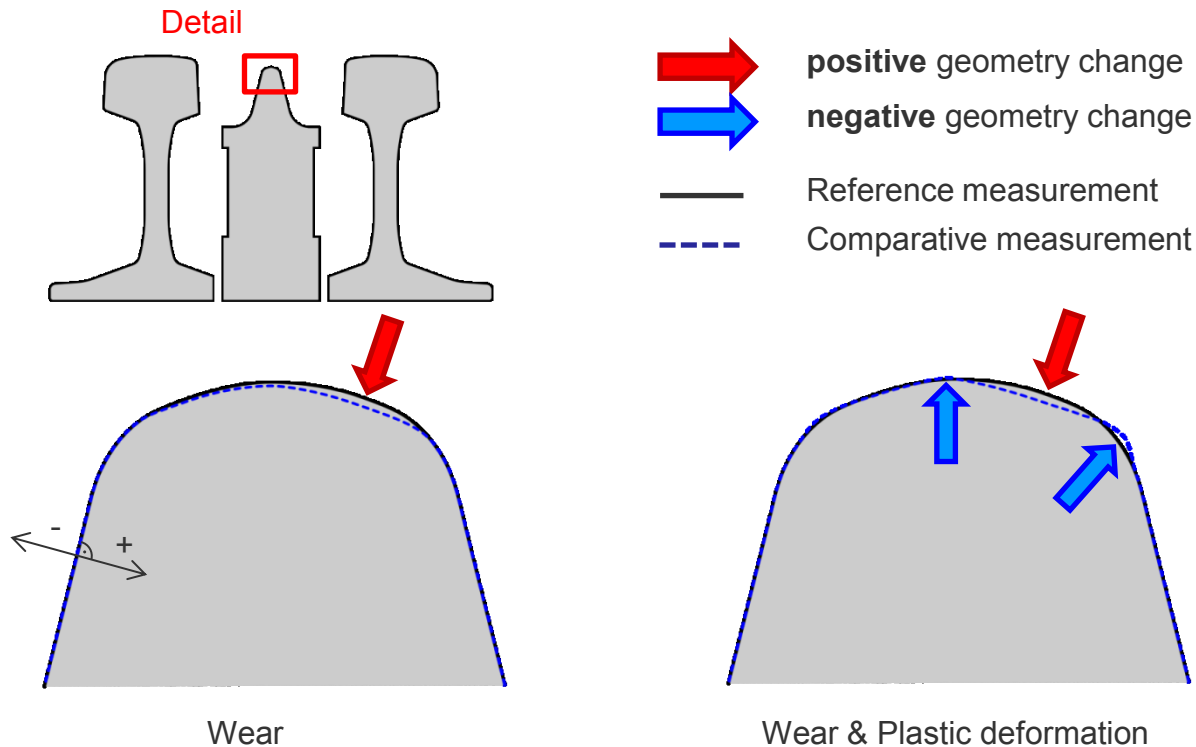 Detail
positive geometry change
negative geometry change
Reference measurement
Comparative measurement
- +
Wear
Wear & Plastic deformation